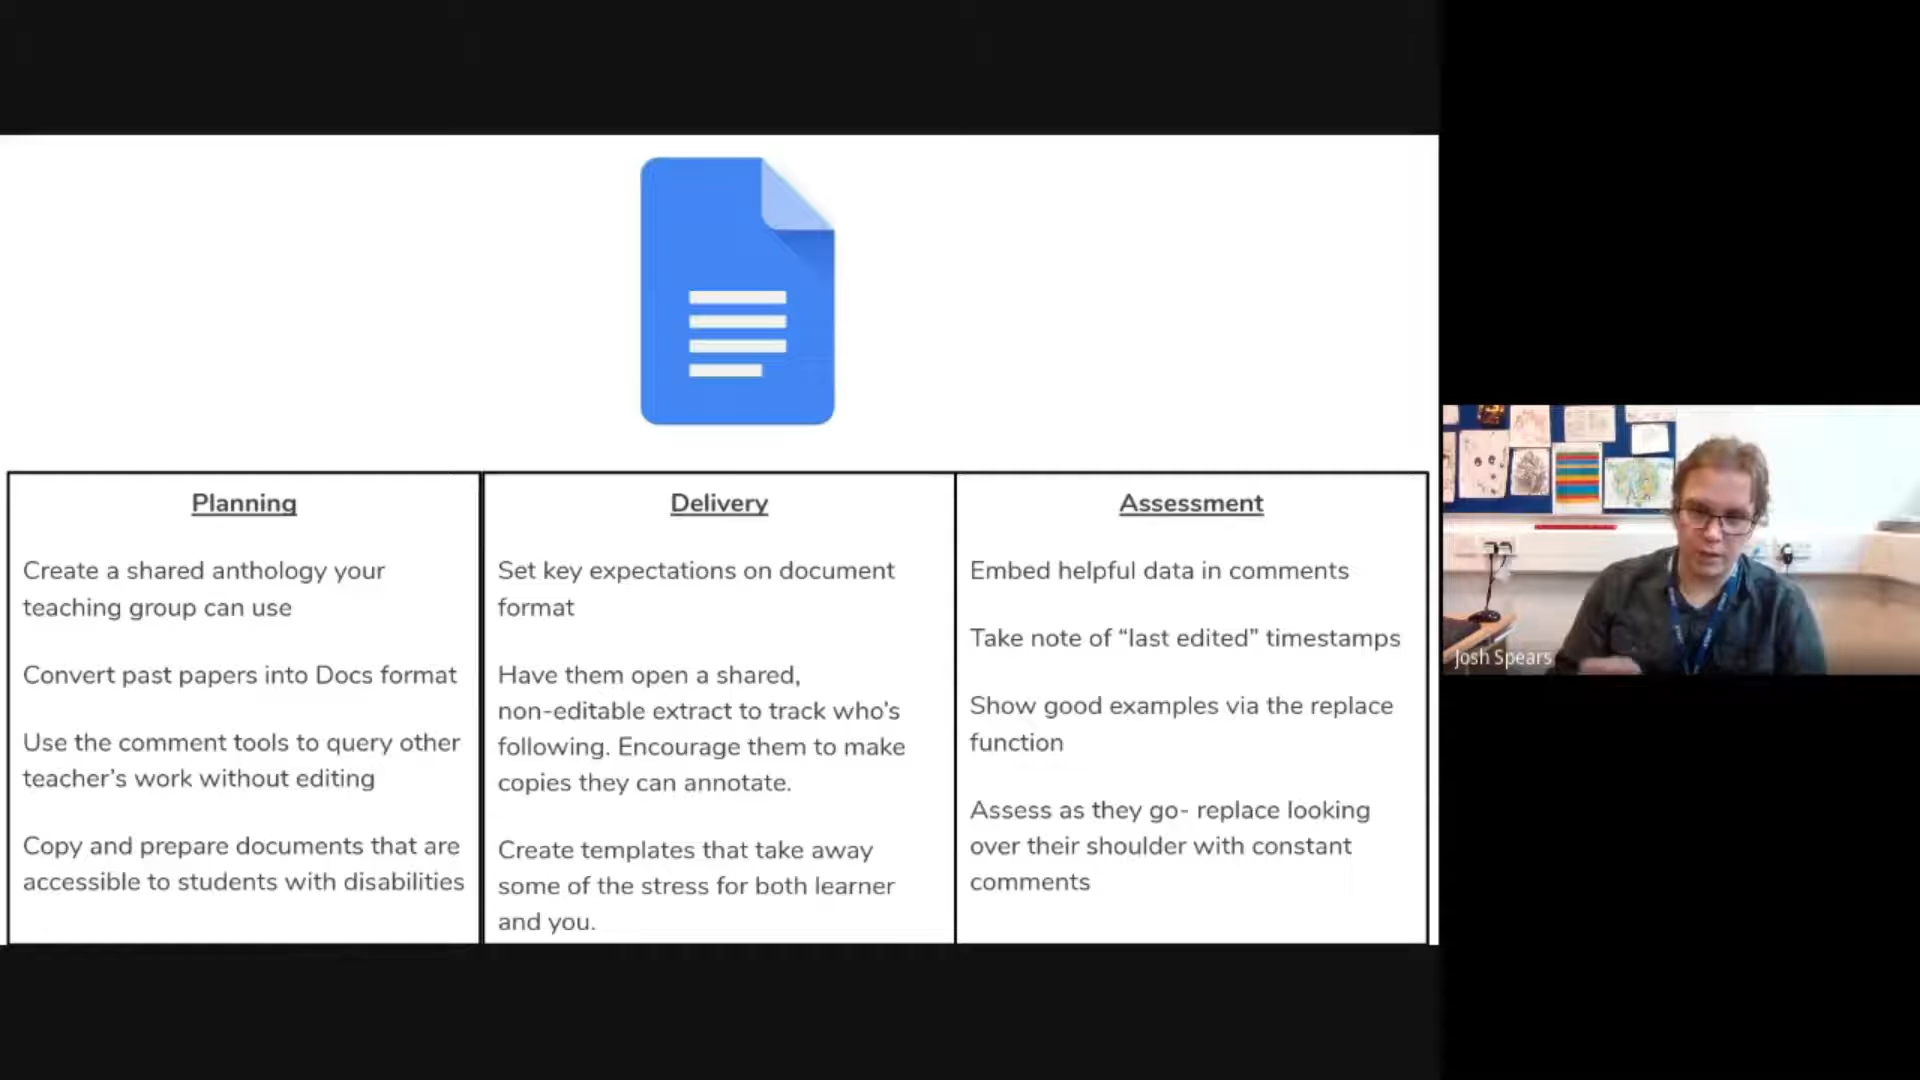 Planning
Create a shared anthology your
teaching group can use
Convert past papers into Docs format
Use the comment tools to query other
teacher’s work without editing
Copy and prepare documents that are
accessible to students with disabilities
Delivery
Set key expectations on document
format
Have them open a shared,
non-editable extract to track who’s
following. Encourage them to make
copies they can annotate.
Create templates that take away
some of the stress for both learner
and you.
Assessment
Embed helpful data in comments
Take note of “last edited” timestamps
Show good examples via the replace
function
Assess as they go- replace looking
over their shoulder with constant
comments
Josh Spears